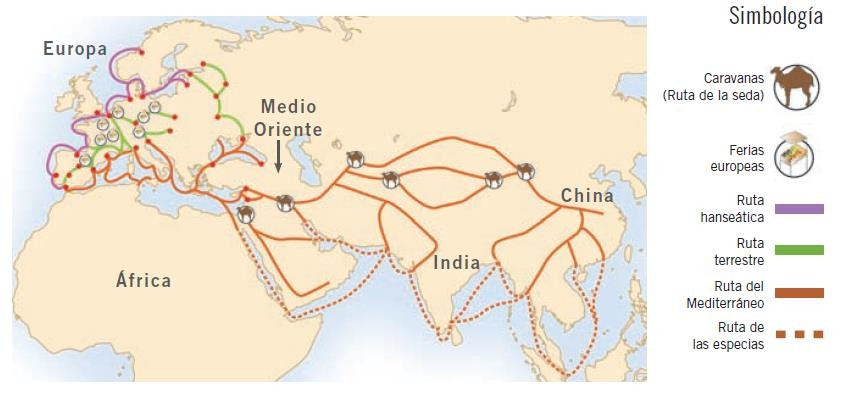 Europa
Medio
Oriente
China
India
África
Simbología
Caravanas
(Ruta de la seda)
Ferias
europeas
Ruta
hanseática
Ruta
terrestre
Ruta del
Mediterráneo
Ruta de
las especias